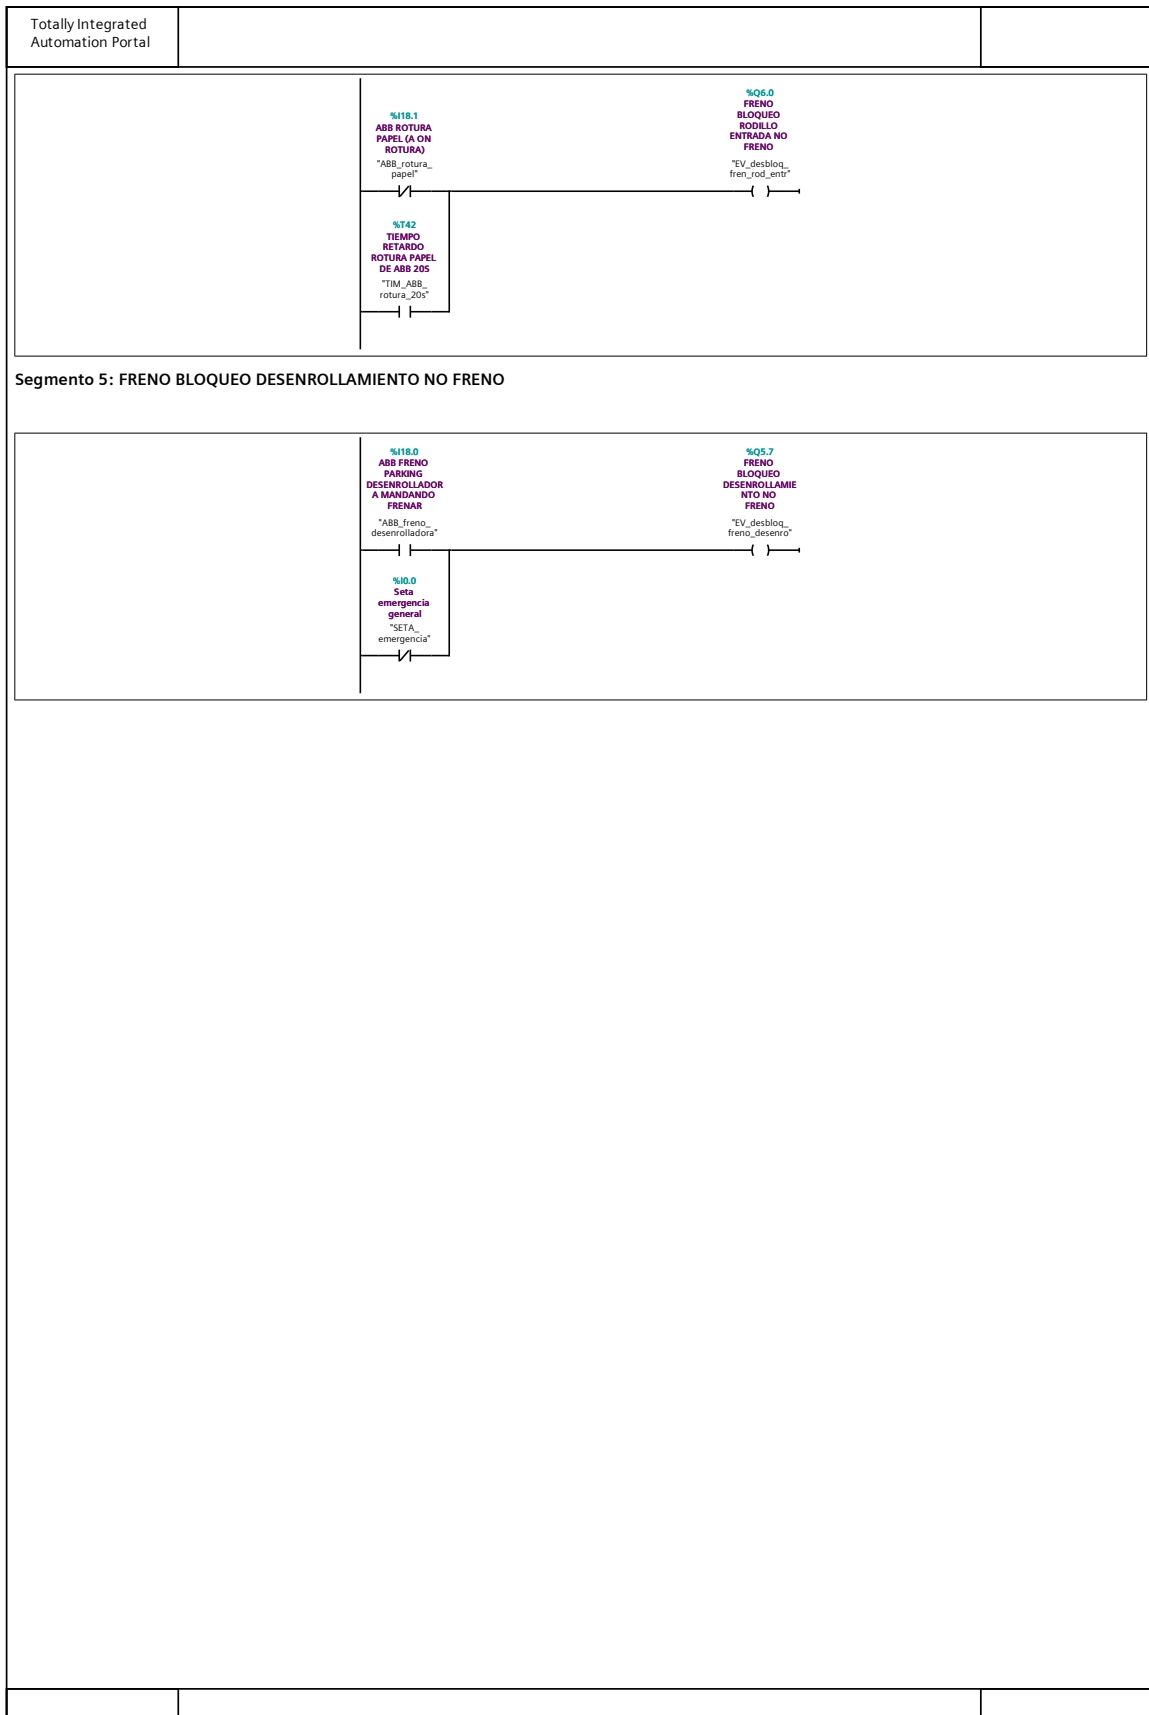 Totally Integrated
Automation Portal
%I18.1
ABB ROTURA
PAPEL (A ON
ROTURA)
"ABB_rotura_
papel"
%Q6.0
FRENO
BLOQUEO
RODILLO
ENTRADA NO
FRENO
"EV_desbloq_
fren_rod_entr"
%T42
TIEMPO
RETARDO
ROTURA PAPEL
DE ABB 20S
"TIM_ABB_
rotura_20s"
Segmento 5: FRENO BLOQUEO DESENROLLAMIENTO NO FRENO
%I18.0
ABB FRENO
PARKING
DESENROLLADOR
A MANDANDO
FRENAR
"ABB_freno_
desenrolladora"
%Q5.7
FRENO
BLOQUEO
DESENROLLAMIE
NTO NO
FRENO
"EV_desbloq_
freno_desenro"
%I0.0
Seta
emergencia
general
"SETA_
emergencia"